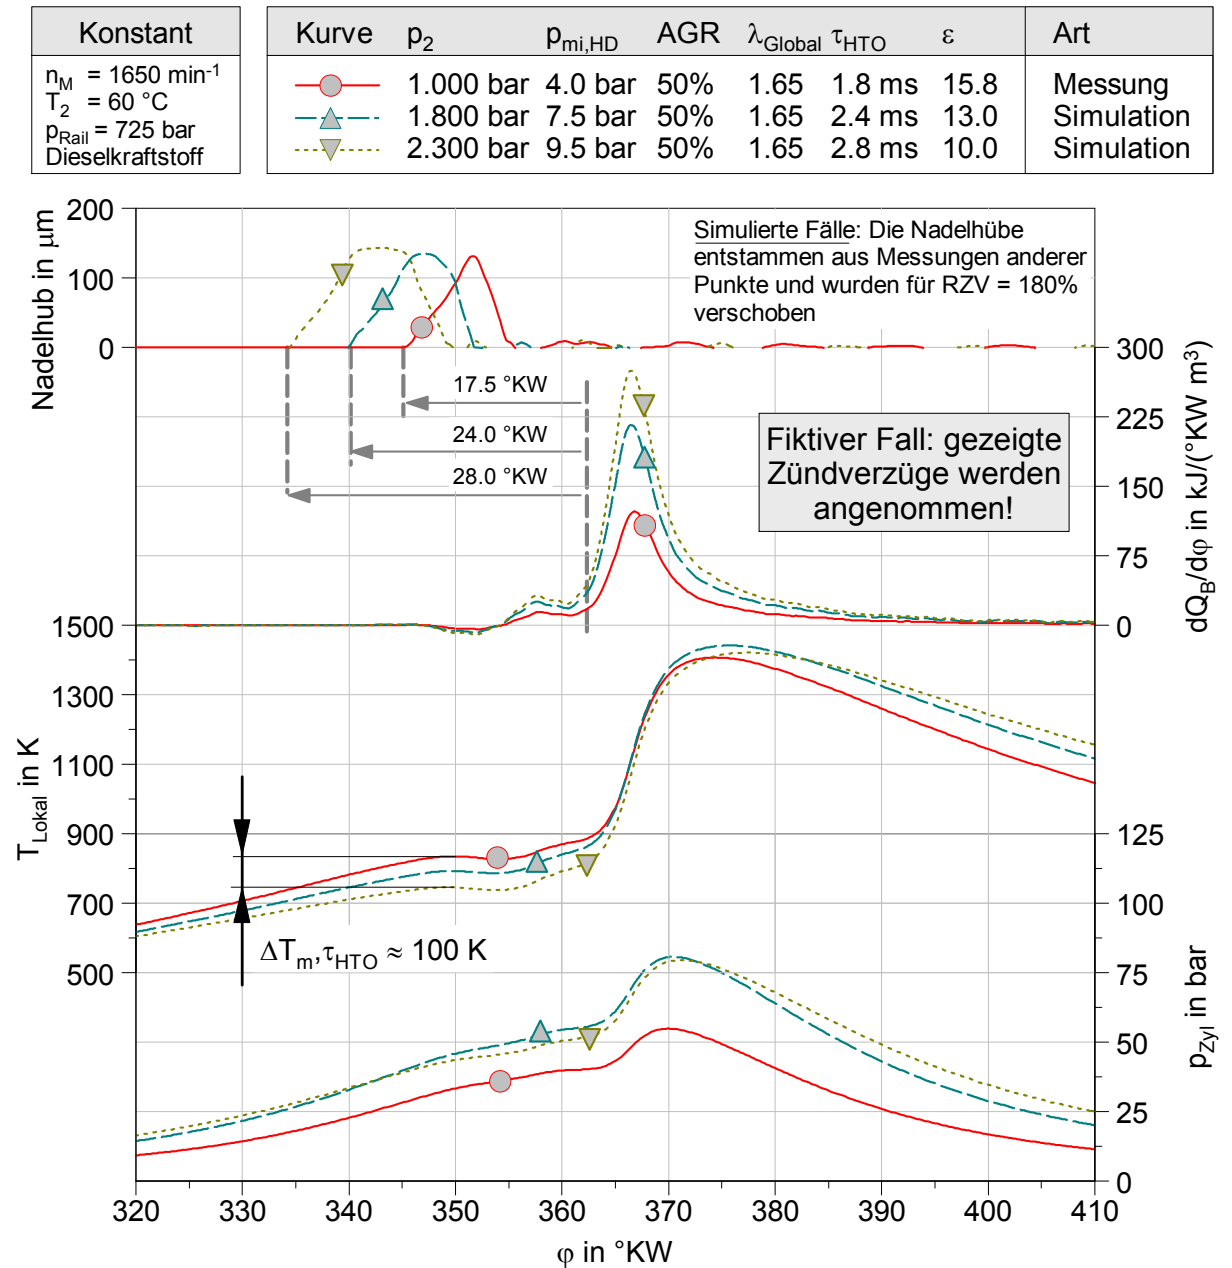 Konstant
n_M = 1650 min⁻¹
T_2 = 60 °C
p_Rail = 725 bar
Dieselkraftstoff
Kurve p_2 p_mi,HD AGR λ_Global τ_HTO ε Art
1.000 bar 4.0 bar 50% 1.65 1.8 ms 15.8 Messung
1.800 bar 7.5 bar 50% 1.65 2.4 ms 13.0 Simulation
2.300 bar 9.5 bar 50% 1.65 2.8 ms 10.0 Simulation
Nadelhub in μm
200
100
0
Simulierte Fälle: Die Nadelhübe
entstammen aus Messungen anderer
Punkte und wurden für RZV = 180%
verschoben
17.5 °KW
24.0 °KW
28.0 °KW
Fiktiver Fall: gezeigte
Zündverzüge werden
angenommen!
300
225
150
75
0
dQ_B/dφ in kJ/(°KW m³)
1500
1300
1100
900
700
500
T_Lokal in K
ΔT_m,τ_HTO ≈ 100 K
125
100
75
50
25
0
p_Zyl in bar
320 330 340 350 360 370 380 390 400 410
φ in °KW